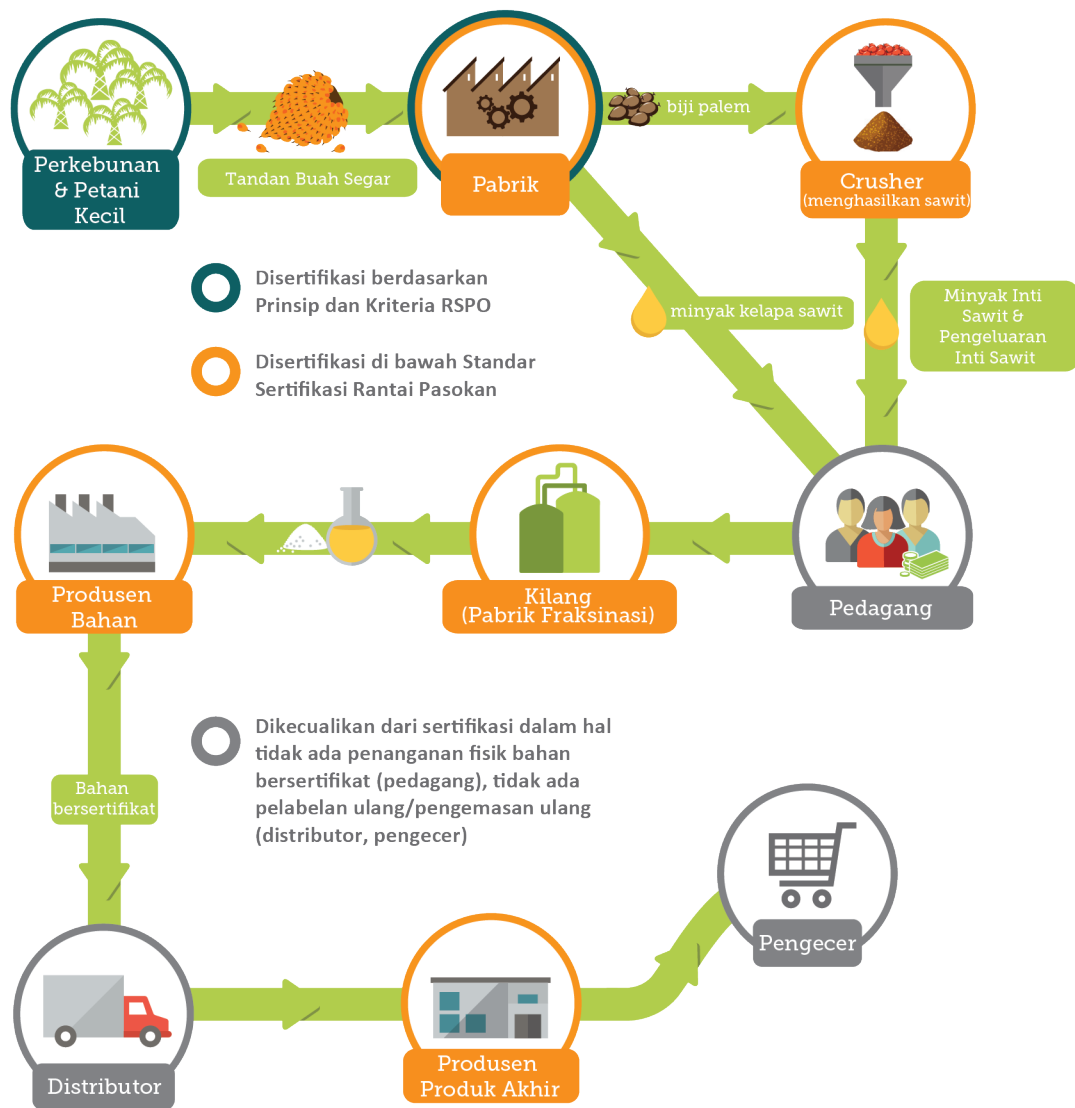 Perkebunan
& Petani
Kecil
Tandan Buah Segar
Pabrik
biji palem
Crusher
(menghasilkan sawit)
Disertifikasi berdasarkan
Prinsip dan Kriteria RSPO
minyak kelapa sawit
Minyak Inti
Sawit &
Pengeluaran
Inti Sawit
Disertifikasi di bawah Standar
Sertifikasi Rantai Pasokan
Produsen
Bahan
Kilang
(Pabrik Fraksinasi)
Pedagang
Dikecualikan dari sertifikasi dalam hal
tidak ada penanganan fisik bahan
bersertifikat (pedagang), tidak ada
pelabelan ulang/pengemasan ulang
(distributor, pengecer)
Bahan
bersertifikat
Pengecer
Distributor
Produsen
Produk Akhir